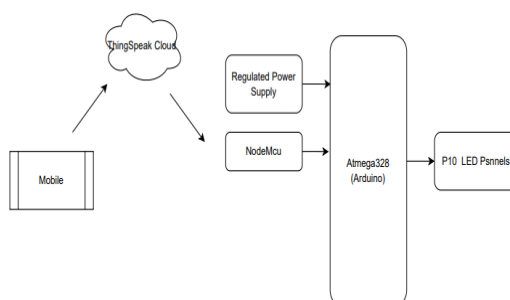 ThingSpeak Cloud
Regulated Power
Supply
NodeMcu
Mobile
Atmega328
(Arduino)
P10 LED Psnnels